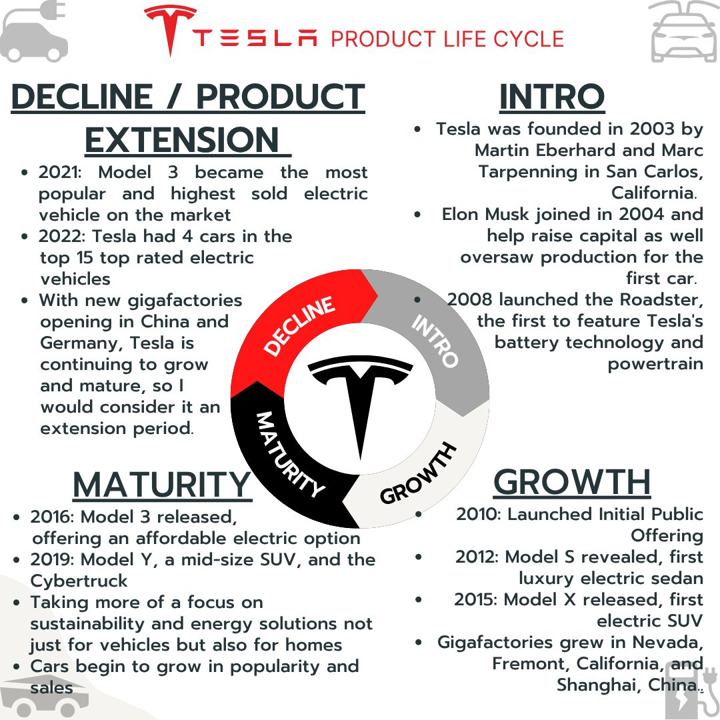 TESLA PRODUCT LIFE CYCLE
DECLINE / PRODUCT
EXTENSION
• 2021: Model 3 became the most
popular and highest sold electric
vehicle on the market
• 2022: Tesla had 4 cars in the
top 15 top rated electric
vehicles
• With new gigafactories
opening in China and
Germany, Tesla is
continuing to grow
and mature, so I
would consider it an
extension period.
INTRO
• Tesla was founded in 2003 by
Martin Eberhard and Marc
Tarpenning in San Carlos,
California.
• Elon Musk joined in 2004 and
help raise capital as well
oversaw production for the
first car.
• 2008 launched the Roadster,
the first to feature Tesla's
battery technology and
powertrain
DECLINE
INTRO
MATURITY
GROWTH
MATURITY
• 2016: Model 3 released,
offering an affordable electric option
• 2019: Model Y, a mid-size SUV, and the
Cybertruck
• Taking more of a focus on
sustainability and energy solutions not
just for vehicles but also for homes
• Cars begin to grow in popularity and
sales
GROWTH
• 2010: Launched Initial Public
Offering
• 2012: Model S revealed, first
luxury electric sedan
• 2015: Model X released, first
electric SUV
• Gigafactories grew in Nevada,
Fremont, California, and
Shanghai, China..